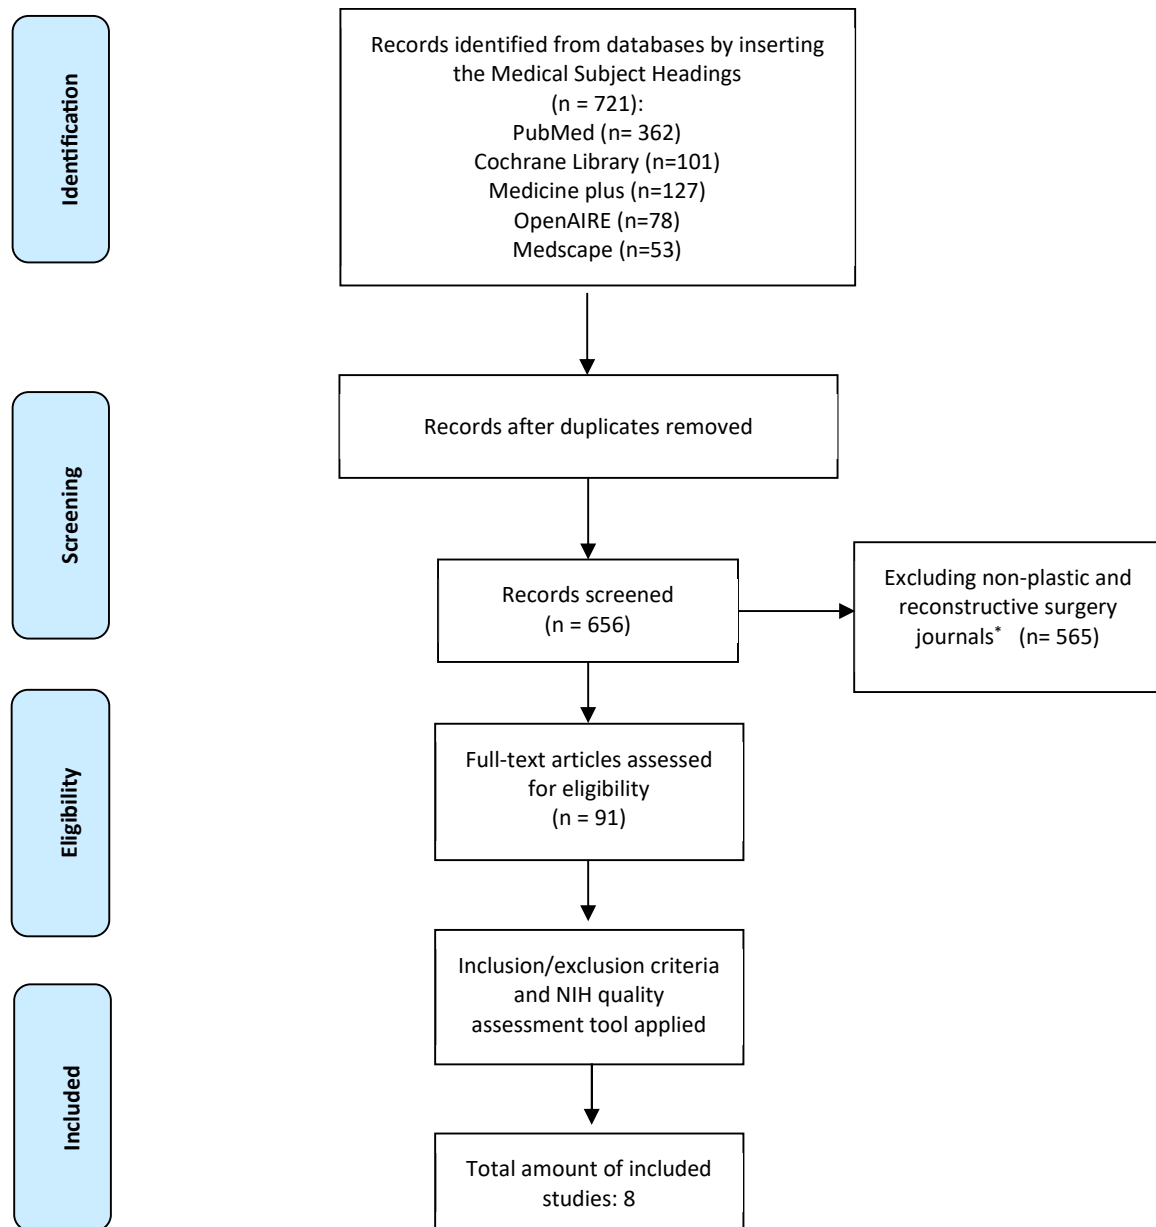 Identification
Records identified from databases by inserting
the Medical Subject Headings
(n = 721):
PubMed (n= 362)
Cochrane Library (n=101)
Medicine plus (n=127)
OpenAIRE (n=78)
Medscape (n=53)
Screening
Records after duplicates removed
Records screened
(n = 656)
Excluding non-plastic and
reconstructive surgery
journals* (n= 565)
Eligibility
Full-text articles assessed
for eligibility
(n = 91)
Inclusion/exclusion criteria
and NIH quality
assessment tool applied
Included
Total amount of included
studies: 8